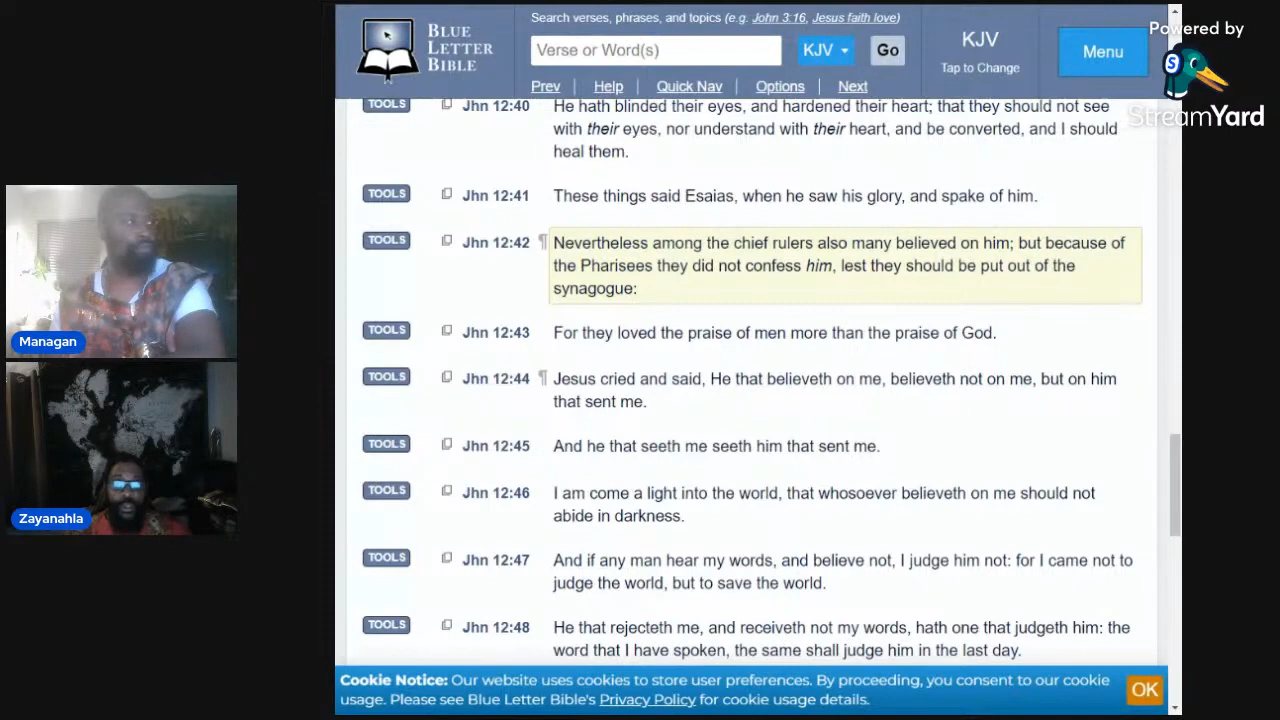 Search verses, phrases, and topics (e.g. John 3:16, Jesus faith love)
BLUE
LETTER
BIBLE
Verse or Word(s)
KJV
Go
KJV
Tap to Change
Menu
Powered by
StreamYard
Prev
Help
Quick Nav
Options
Next
TOOLS Jhn 12:40 He hath blinded their eyes, and hardened their heart; that they should not see
with their eyes, nor understand with their heart, and be converted, and I should
heal them.
TOOLS Jhn 12:41 These things said Esaias, when he saw his glory, and spake of him.
TOOLS Jhn 12:42 ¶ Nevertheless among the chief rulers also many believed on him; but because of
the Pharisees they did not confess him, lest they should be put out of the
synagogue:
TOOLS Jhn 12:43 For they loved the praise of men more than the praise of God.
TOOLS Jhn 12:44 ¶ Jesus cried and said, He that believeth on me, believeth not on me, but on him
that sent me.
TOOLS Jhn 12:45 And he that seeth me seeth him that sent me.
TOOLS Jhn 12:46 I am come a light into the world, that whosoever believeth on me should not
abide in darkness.
TOOLS Jhn 12:47 And if any man hear my words, and believe not, I judge him not: for I came not to
judge the world, but to save the world.
TOOLS Jhn 12:48 He that rejecteth me, and receiveth not my words, hath one that judgeth him: the
word that I have spoken, the same shall judge him in the last day.
Cookie Notice: Our website uses cookies to store user preferences. By proceeding, you consent to our cookie
usage. Please see Blue Letter Bible's Privacy Policy for cookie usage details.
OK
Managan
Zayanahla